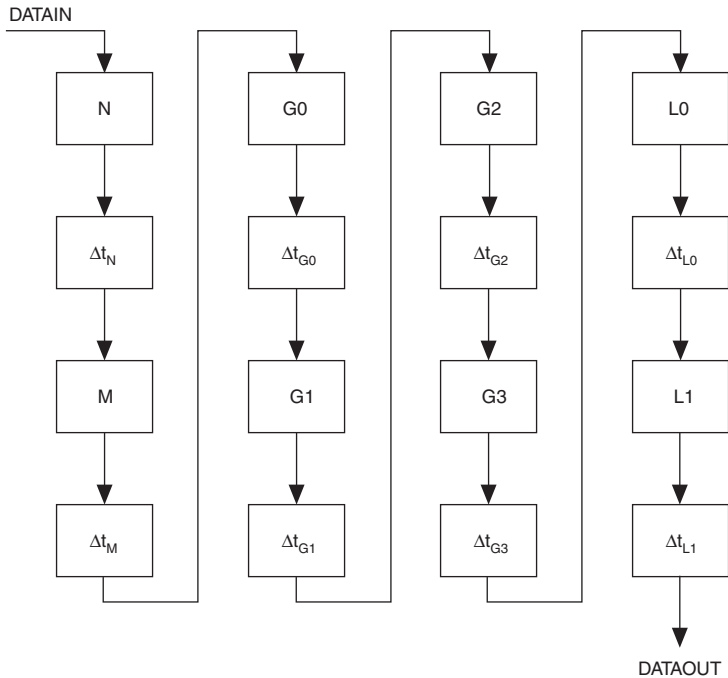 DATAIN
N
Δt_N
M
Δt_M
G0
Δt_G0
G1
Δt_G1
G2
Δt_G2
G3
Δt_G3
L0
Δt_L0
L1
Δt_L1
DATAOUT